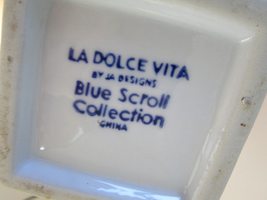 LA DOLCE VITA
BY JA DESIGNS
Blue Scroll
Collection
CHINA